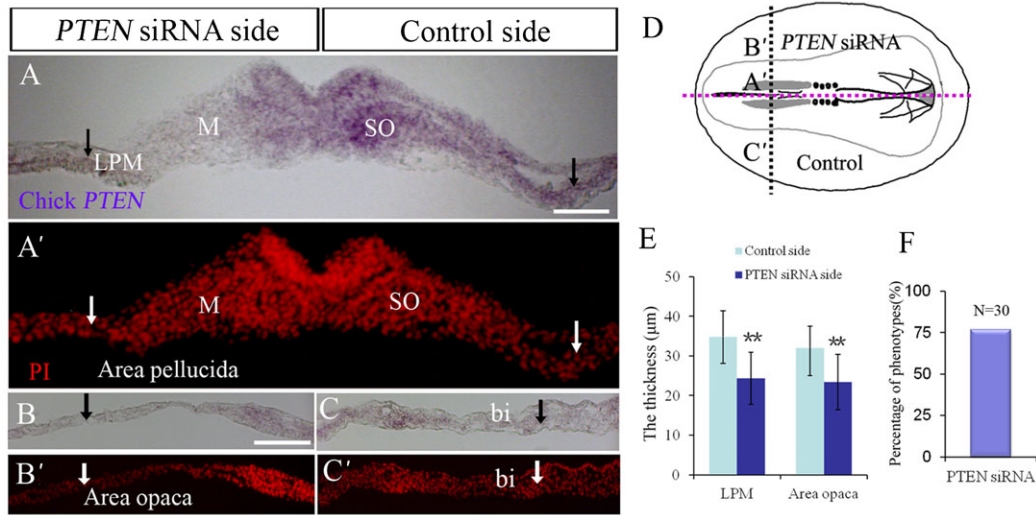 PTEN siRNA side
Control side
A
M
SO
LPM
Chick PTEN
A′
M
SO
PI
Area pellucida
B
C
bi
B′
Area opaca
C′
bi
D
B′
PTEN siRNA
A′
C′
Control
E
Control side
PTEN siRNA side
The thickness (μm)
50
40
30
20
10
0
**
**
LPM
Area opaca
F
Percentage of phenotypes(%)
100
75
50
25
0
N=30
PTEN siRNA